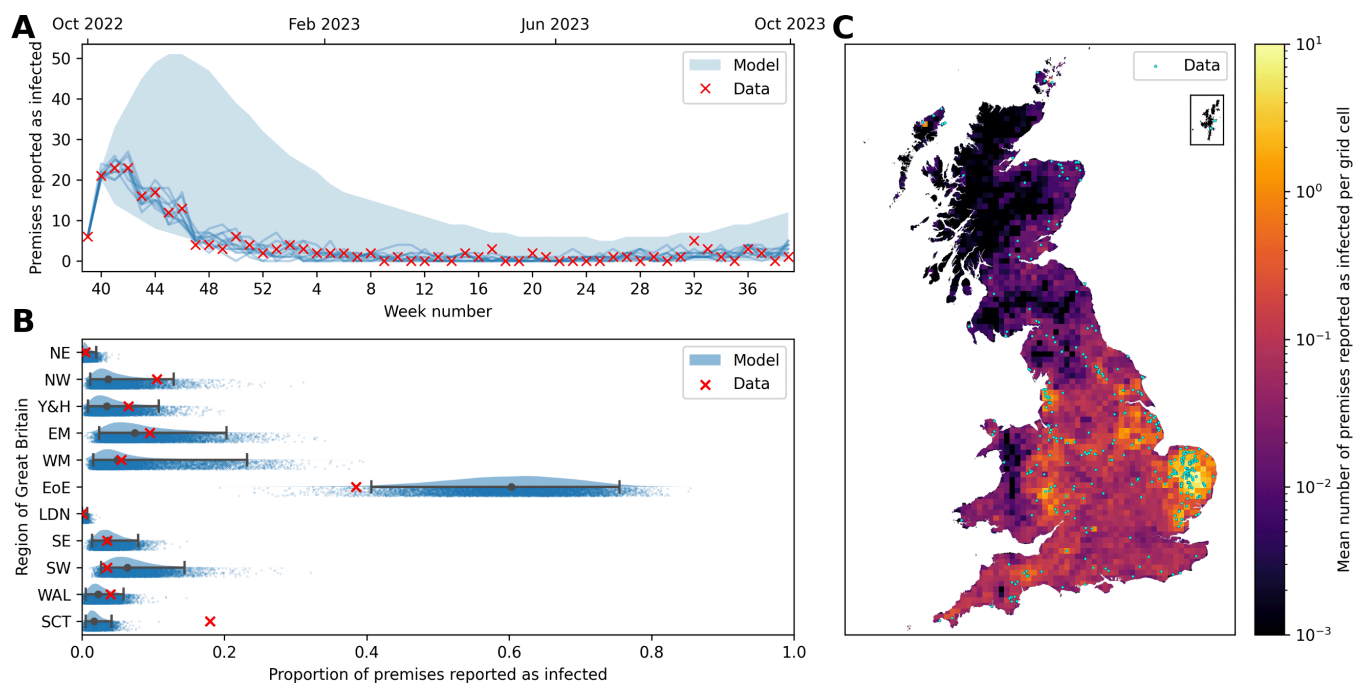 A
Oct 2022 Feb 2023 Jun 2023 Oct 2023
Premises reported as infected
50
40
30
20
10
0
Model
Data
40 44 48 52 4 8 12 16 20 24 28 32 36
Week number
B
Region of Great Britain
NE
NW
Y&H
EM
WM
EoE
LDN
SE
SW
WAL
SCT
Model
Data
0.0 0.2 0.4 0.6 0.8 1.0
Proportion of premises reported as infected
C
Data
10¹
10⁰
10⁻¹
10⁻²
10⁻³
Mean number of premises reported as infected per grid cell